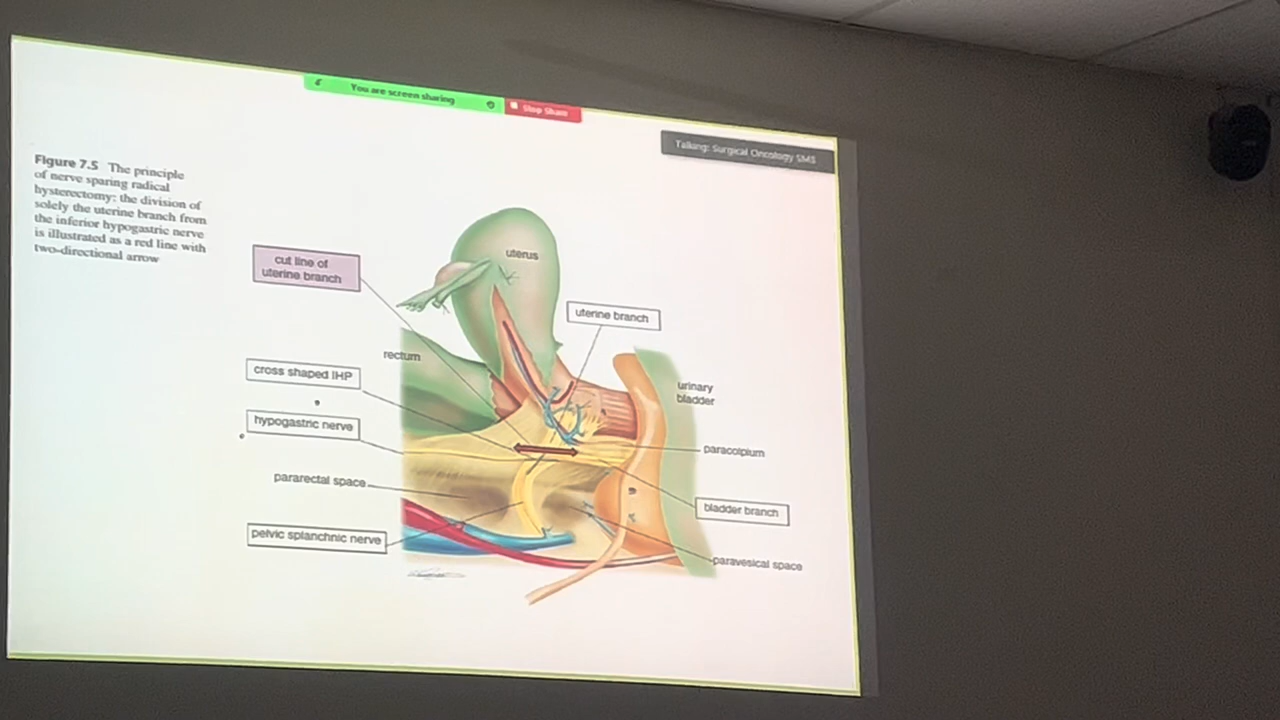 You are screen sharing
Stop Share
Talking: Surgical Oncology SMS
Figure 7.5 The principle
of nerve sparing radical
hysterectomy: the division of
solely the uterine branch from
the inferior hypogastric nerve
is illustrated as a red line with
two-directional arrow
cut line of
uterine branch
uterus
uterine branch
rectum
cross shaped IHP
urinary
bladder
hypogastric nerve
paracolpium
pararectal space
bladder branch
pelvic splanchnic nerve
paravesical space